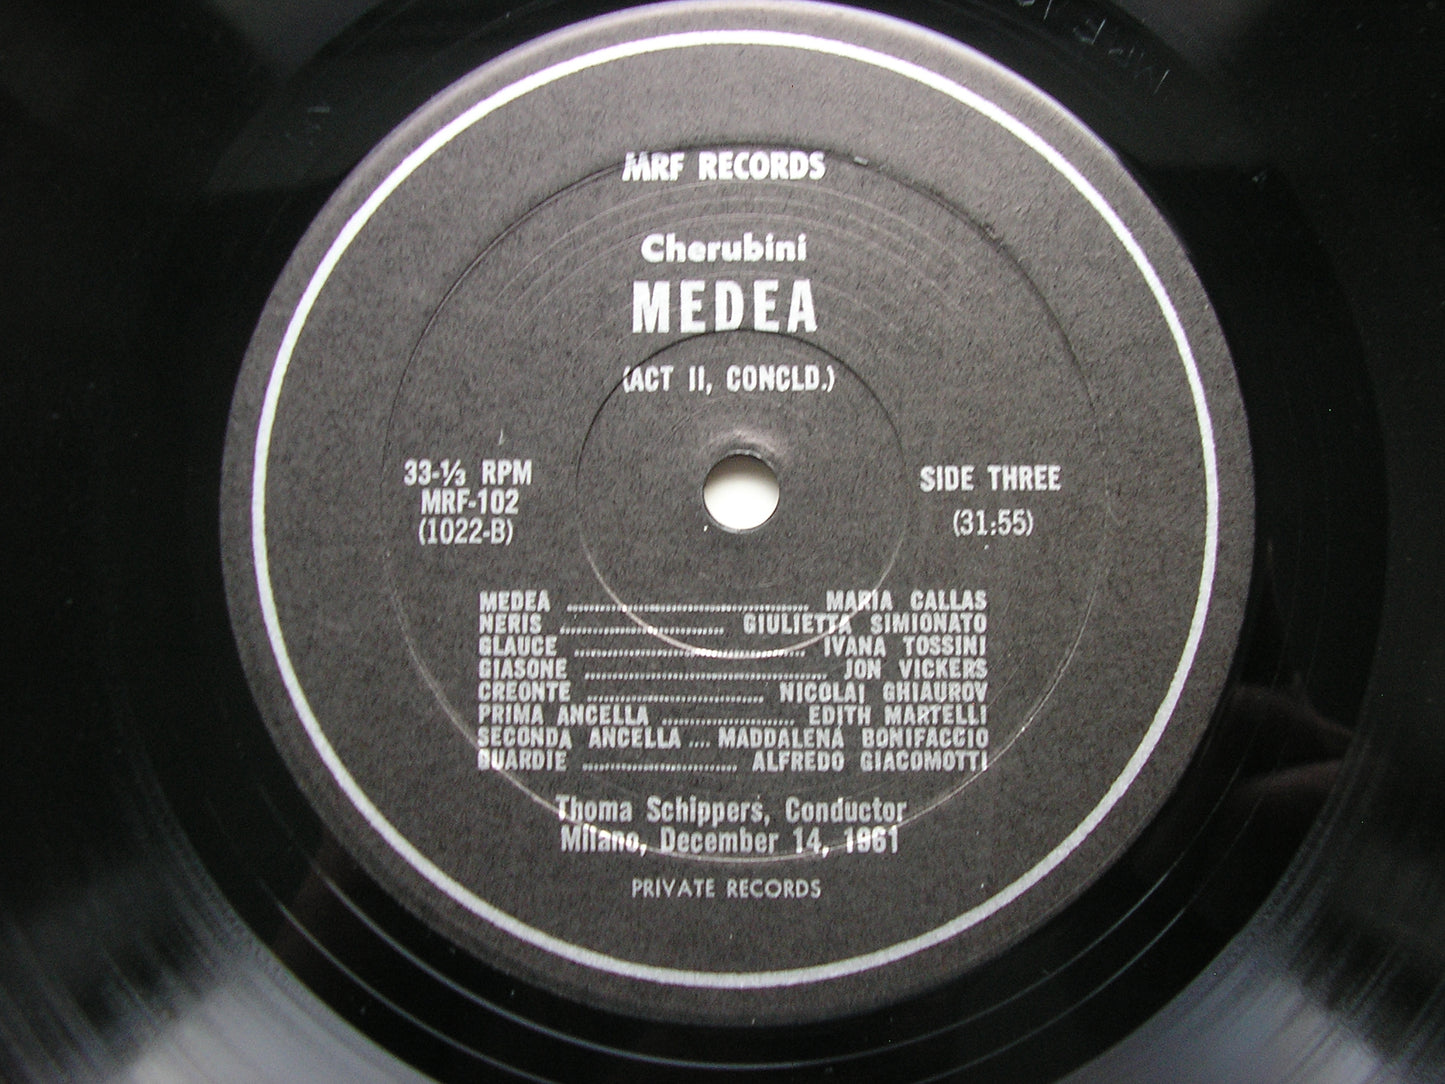 MRF RECORDS
Cherubini
MEDEA
(ACT II, CONCLD.)
33-⅓ RPM
MRF-102
(1022-B)
SIDE THREE
(31:55)
MEDEA ........ MARIA CALLAS
NERIS ........ GIULIETTA SIMIONATO
GLAUCE ........ IVANA TOSSINI
GIASONE ........ JON VICKERS
CREONTE ........ NICOLAI GHIAUROV
PRIMA ANCELLA ........ EDITH MARTELLI
SECONDA ANCELLA .... MADDALENA BONIFACCIO
QUARDIE ........ ALFREDO GIACOMOTTI
Thoma Schippers, Conductor
Milano, December 14, 1961
PRIVATE RECORDS